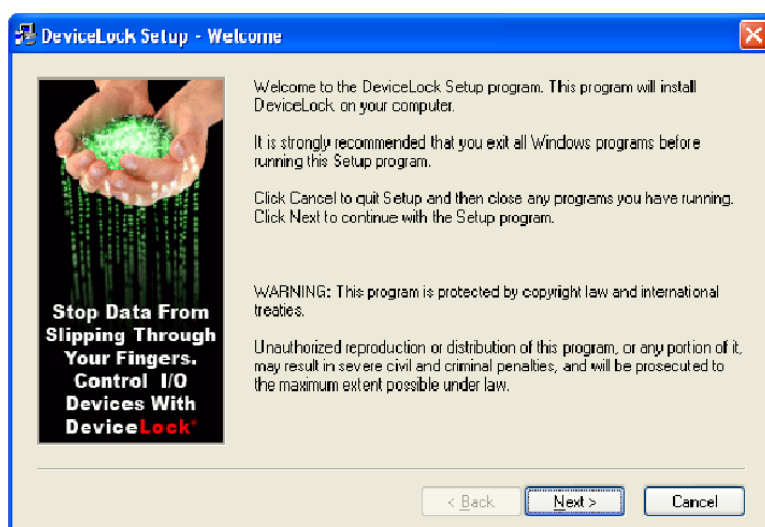 DeviceLock Setup - Welcome
Welcome to the DeviceLock Setup program. This program will install
DeviceLock on your computer.
It is strongly recommended that you exit all Windows programs before
running this Setup program.
Click Cancel to quit Setup and then close any programs you have running.
Click Next to continue with the Setup program.
WARNING: This program is protected by copyright law and international
treaties.
Unauthorized reproduction or distribution of this program, or any portion of it,
may result in severe civil and criminal penalties, and will be prosecuted to
the maximum extent possible under law.
Stop Data From
Slipping Through
Your Fingers.
Control I/O
Devices With
DeviceLock®
< Back
Next >
Cancel